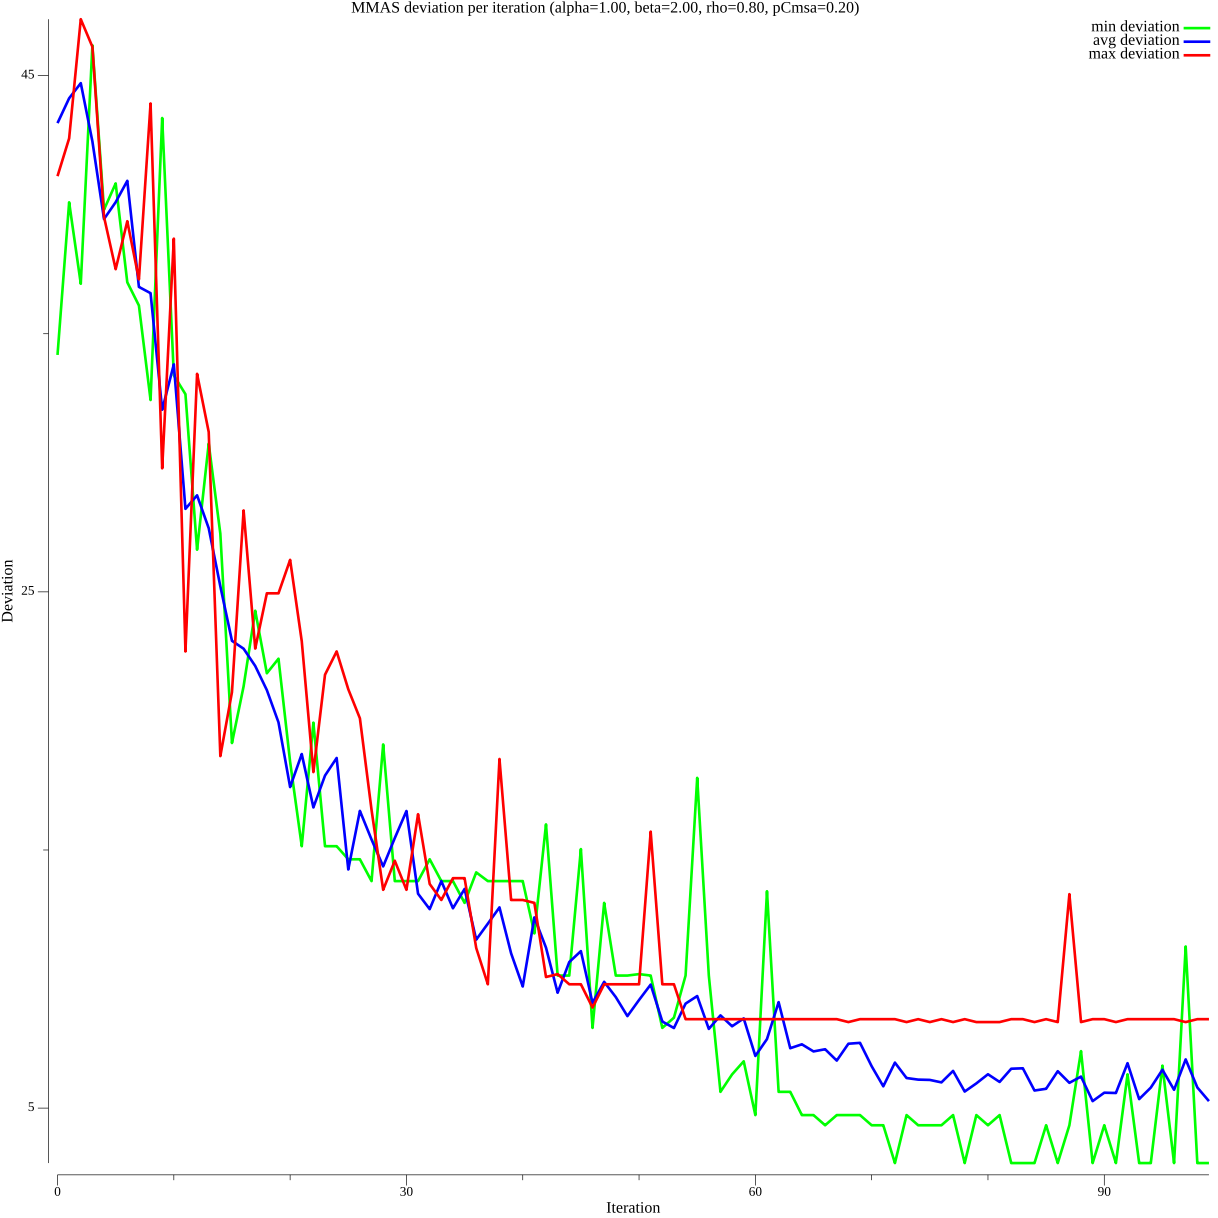 MMAS deviation per iteration (alpha=1.00, beta=2.00, rho=0.80, pCmsa=0.20)
min deviation
avg deviation
max deviation
45
25
5
Deviation
0
30
60
90
Iteration